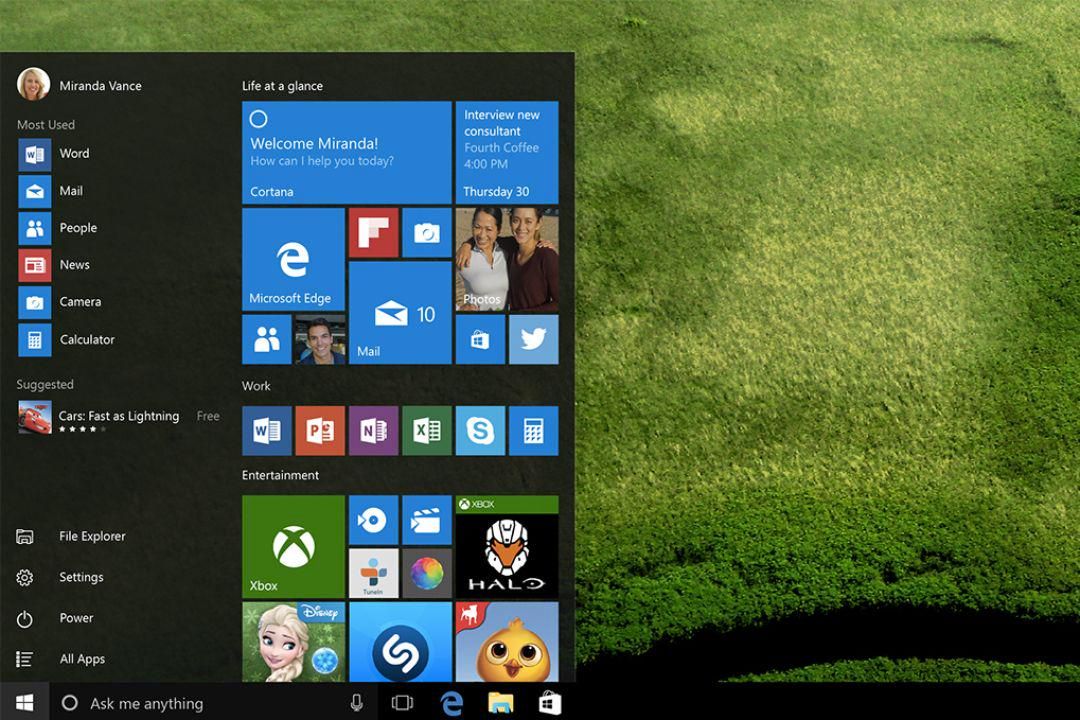 Miranda Vance
Most Used
Word
Mail
People
News
Camera
Calculator
Suggested
Cars: Fast as Lightning Free
File Explorer
Settings
Power
All Apps
Life at a glance
Welcome Miranda!
How can I help you today?
Cortana
Interview new
consultant
Fourth Coffee
4:00 PM
Thursday 30
Microsoft Edge
10
Mail
Photos
Work
W
P
N
X
S
Entertainment
Xbox
TuneIn
XBOX
HALO
Disney
Ask me anything